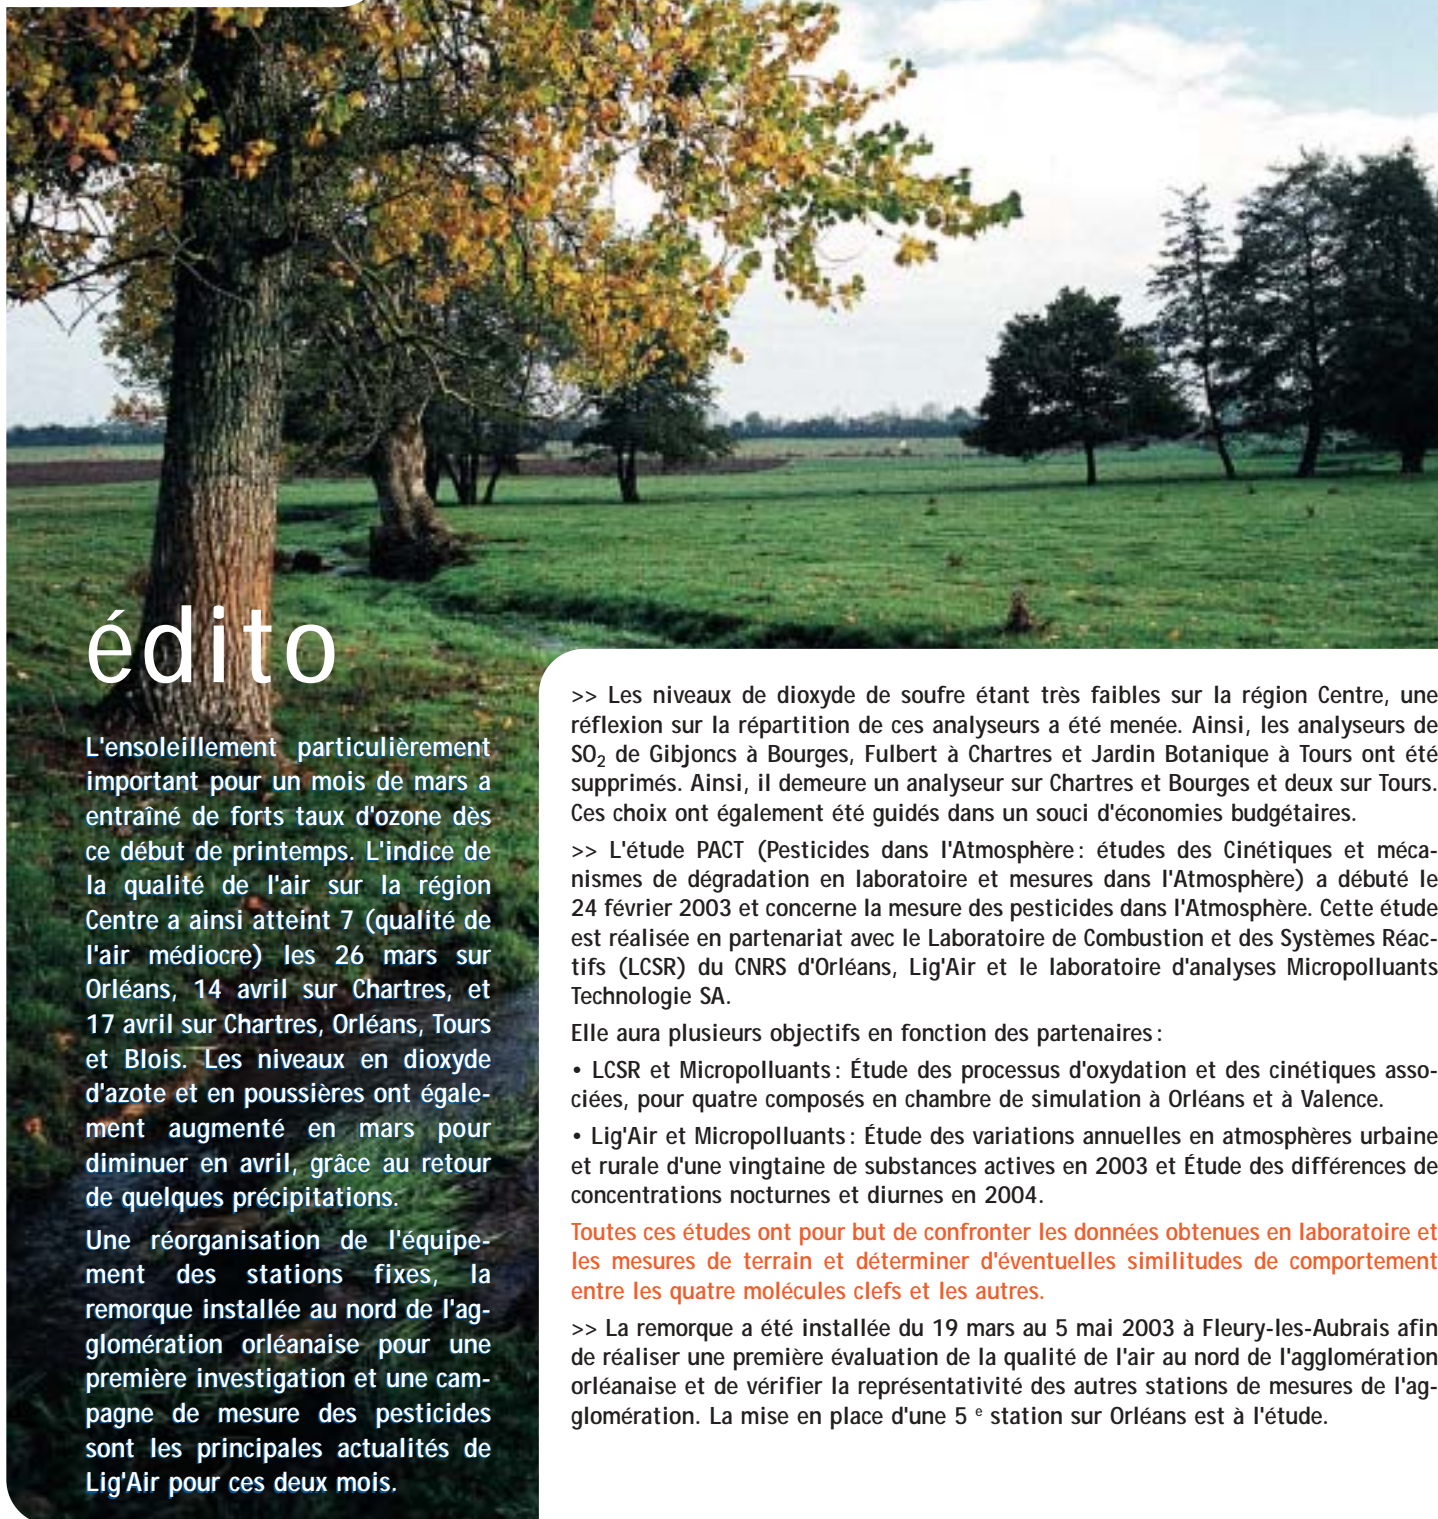 édito
L'ensoleillement particulièrement
important pour un mois de mars a
entraîné de forts taux d'ozone dès
ce début de printemps. L'indice de
la qualité de l'air sur la région
Centre a ainsi atteint 7 (qualité de
l'air médiocre) les 26 mars sur
Orléans, 14 avril sur Chartres, et
17 avril sur Chartres, Orléans, Tours
et Blois. Les niveaux en dioxyde
d'azote et en poussières ont égale-
ment augmenté en mars pour
diminuer en avril, grâce au retour
de quelques précipitations.
Une réorganisation de l'équipe-
ment des stations fixes, la
remorque installée au nord de l'ag-
glomération orléanaise pour une
première investigation et une cam-
pagne de mesure des pesticides
sont les principales actualités de
Lig'Air pour ces deux mois.
>> Les niveaux de dioxyde de soufre étant très faibles sur la région Centre, une
réflexion sur la répartition de ces analyseurs a été menée. Ainsi, les analyseurs de
SO₂ de Gibjoncs à Bourges, Fulbert à Chartres et Jardin Botanique à Tours ont été
supprimés. Ainsi, il demeure un analyseur sur Chartres et Bourges et deux sur Tours.
Ces choix ont également été guidés dans un souci d'économies budgétaires.
>> L'étude PACT (Pesticides dans l'Atmosphère : études des Cinétiques et méca-
nismes de dégradation en laboratoire et mesures dans l'Atmosphère) a débuté le
24 février 2003 et concerne la mesure des pesticides dans l'Atmosphère. Cette étude
est réalisée en partenariat avec le Laboratoire de Combustion et des Systèmes Réac-
tifs (LCSR) du CNRS d'Orléans, Lig'Air et le laboratoire d'analyses Micropolluants
Technologie SA.
Elle aura plusieurs objectifs en fonction des partenaires :
• LCSR et Micropolluants : Étude des processus d'oxydation et des cinétiques asso-
ciées, pour quatre composés en chambre de simulation à Orléans et à Valence.
• Lig'Air et Micropolluants : Étude des variations annuelles en atmosphères urbaine
et rurale d'une vingtaine de substances actives en 2003 et Étude des différences de
concentrations nocturnes et diurnes en 2004.
Toutes ces études ont pour but de confronter les données obtenues en laboratoire et
les mesures de terrain et déterminer d'éventuelles similitudes de comportement
entre les quatre molécules clefs et les autres.
>> La remorque a été installée du 19 mars au 5 mai 2003 à Fleury-les-Aubrais afin
de réaliser une première évaluation de la qualité de l'air au nord de l'agglomération
orléanaise et de vérifier la représentativité des autres stations de mesures de l'ag-
glomération. La mise en place d'une 5 ᵉ station sur Orléans est à l'étude.